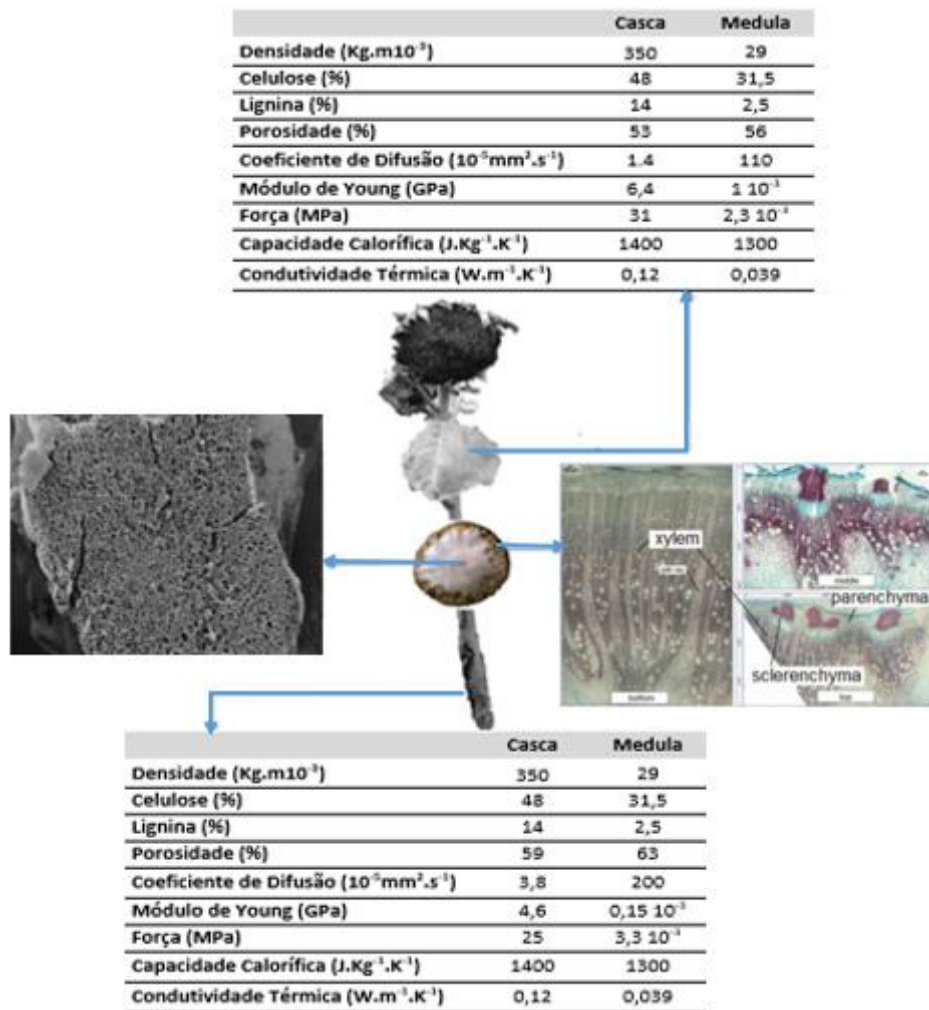 Casca Medula
Densidade (Kg.m10⁻³) 350 29
Celulose (%) 48 31,5
Lignina (%) 14 2,5
Porosidade (%) 53 56
Coeficiente de Difusão (10⁻⁵mm².s⁻¹) 1.4 110
Módulo de Young (GPa) 6,4 1 10⁻³
Força (MPa) 31 2,3 10⁻³
Capacidade Calorífica (J.Kg⁻¹.K⁻¹) 1400 1300
Condutividade Térmica (W.m⁻¹.K⁻¹) 0,12 0,039
xylem
bottom
middle
parenchyma
sclerenchyma
top
Casca Medula
Densidade (Kg.m10⁻³) 350 29
Celulose (%) 48 31,5
Lignina (%) 14 2,5
Porosidade (%) 59 63
Coeficiente de Difusão (10⁻⁵mm².s⁻¹) 3,8 200
Módulo de Young (GPa) 4,6 0,15 10⁻³
Força (MPa) 25 3,3 10⁻³
Capacidade Calorífica (J.Kg⁻¹.K⁻¹) 1400 1300
Condutividade Térmica (W.m⁻¹.K⁻¹) 0,12 0,039